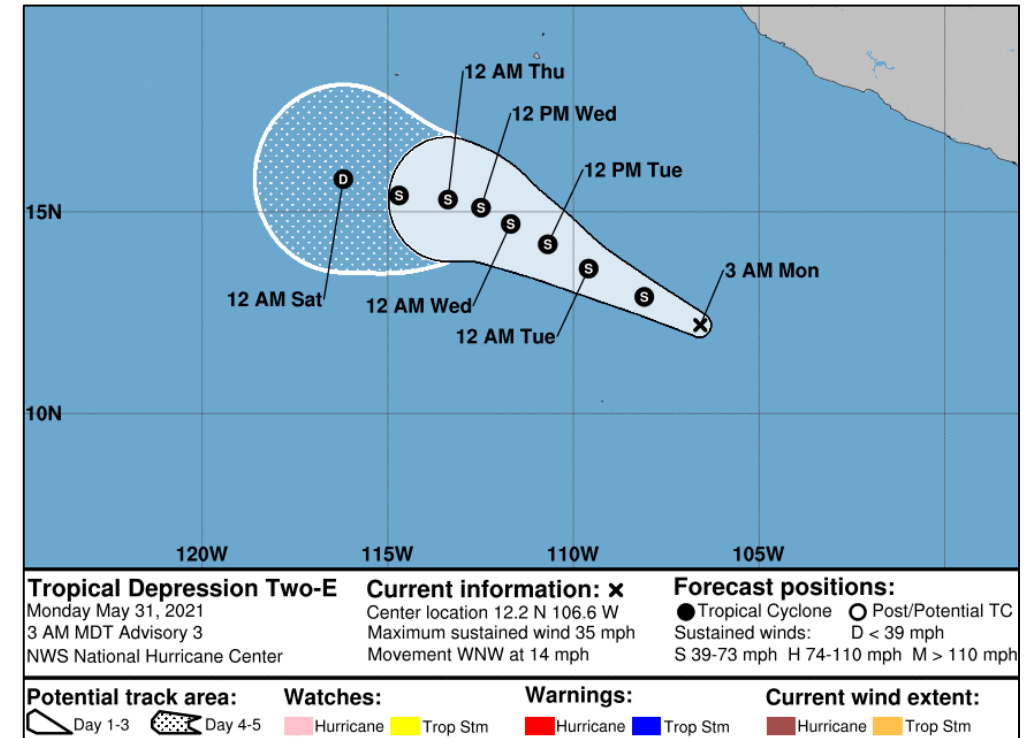 12 AM Thu
12 PM Wed
12 PM Tue
D
S
S
S
S
S
S
S
15N
3 AM Mon
12 AM Sat
12 AM Wed
12 AM Tue
10N
120W 115W 110W 105W
Tropical Depression Two-E
Monday May 31, 2021
3 AM MDT Advisory 3
NWS National Hurricane Center
Current information: ×
Center location 12.2 N 106.6 W
Maximum sustained wind 35 mph
Movement WNW at 14 mph
Forecast positions:
Tropical Cyclone Post/Potential TC
Sustained winds: D < 39 mph
S 39-73 mph H 74-110 mph M > 110 mph
Potential track area:
Day 1-3 Day 4-5
Watches:
Hurricane Trop Stm
Warnings:
Hurricane Trop Stm
Current wind extent:
Hurricane Trop Stm